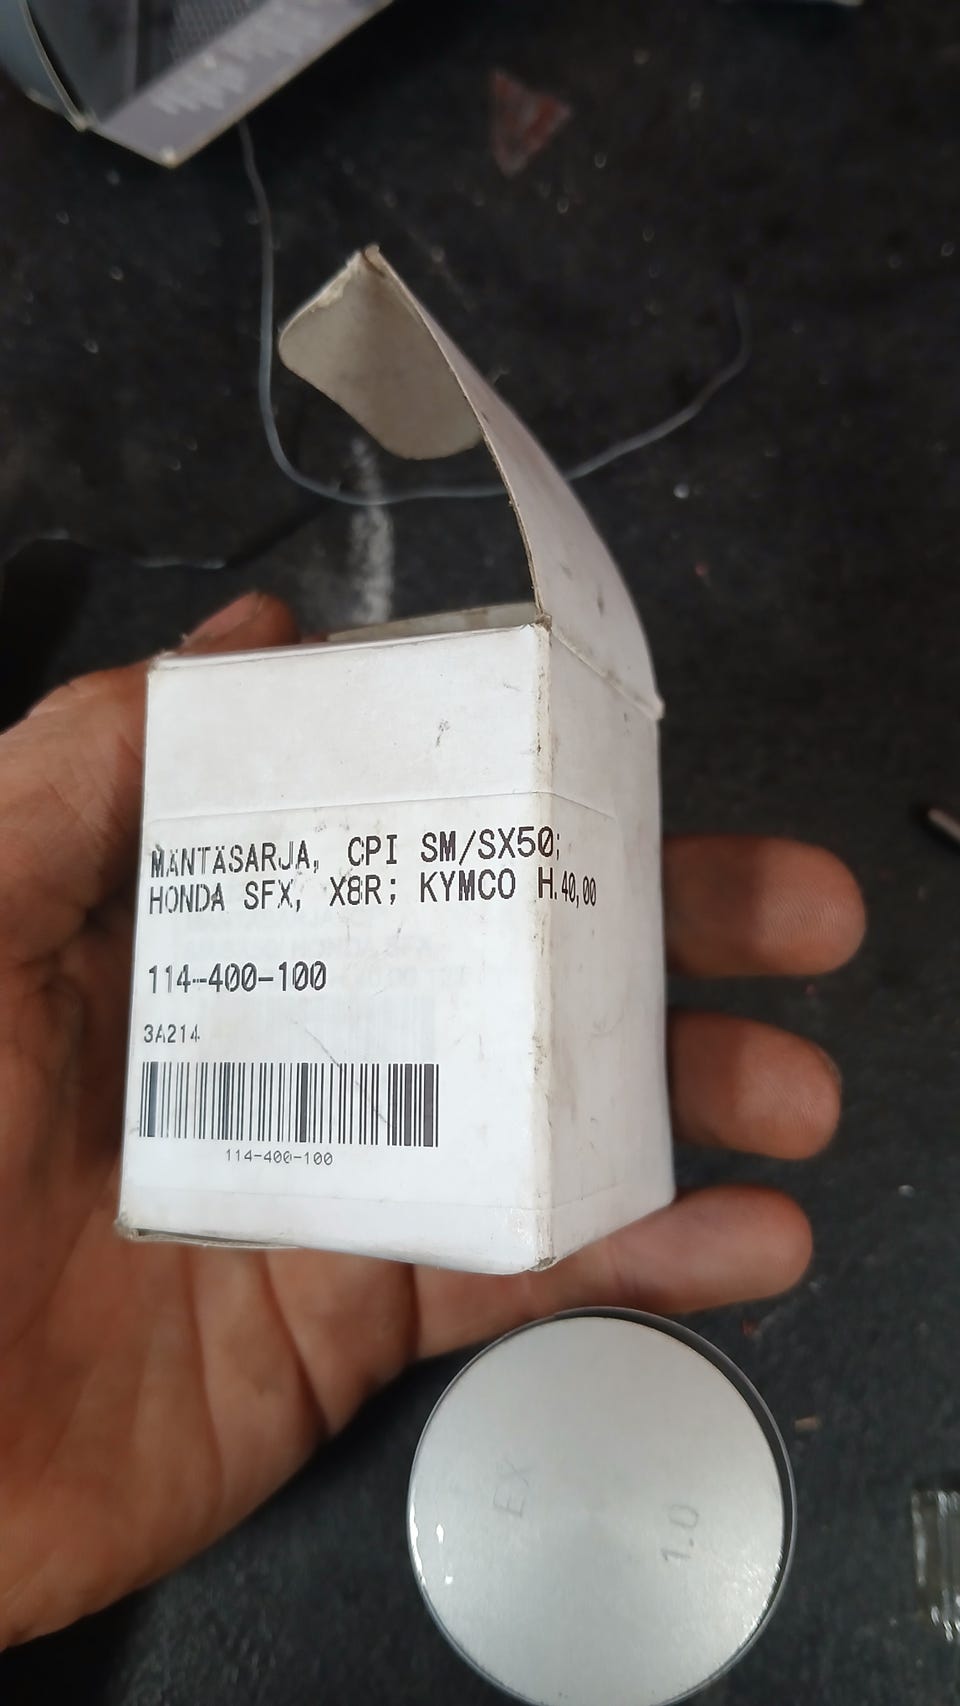 MÄNTÄSARJA, CPI SM/SX50;
HONDA SFX, X8R; KYMCO H.40,00
114-400-100
3A214
114-400-100
EX
1.0